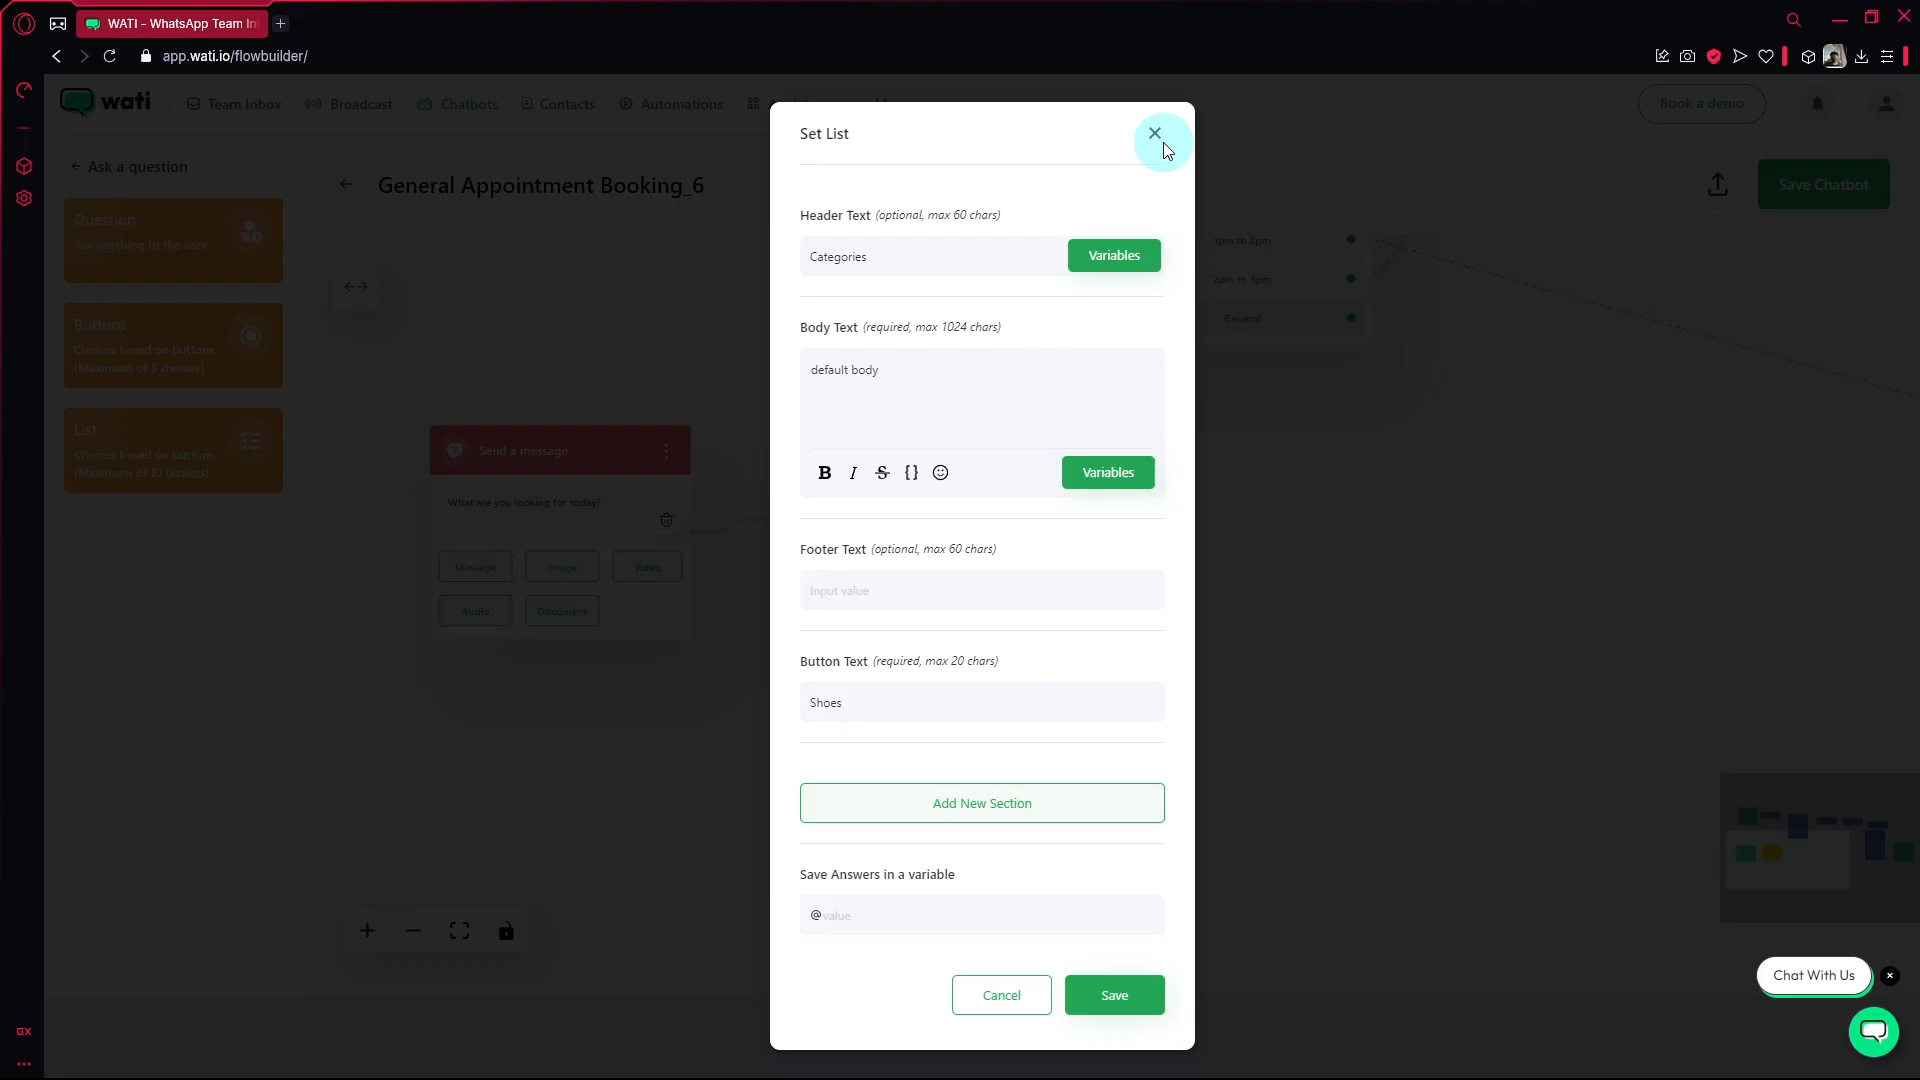 WATI - WhatsApp Team In
app.wati.io/flowbuilder/
wati
Team Inbox
Broadcast
Chatbots
Contacts
Automations
Book a demo
Ask a question
General Appointment Booking_6
Save Chatbot
Question
Ask anything to the user
Buttons
Choices based on buttons
(Maximum of 3 choices)
List
Choices based on buttons
(Maximum of 10 choices)
Send a message
What are you looking for today?
Message
Image
Video
Audio
Document
Set List
Header Text (optional, max 60 chars)
Categories
Variables
Body Text (required, max 1024 chars)
default body
B I S {}
Variables
Footer Text (optional, max 60 chars)
Input value
Button Text (required, max 20 chars)
Shoes
Add New Section
Save Answers in a variable
@value
Cancel
Save
1pm to 2pm
2pm to 3pm
General
Chat With Us
GX